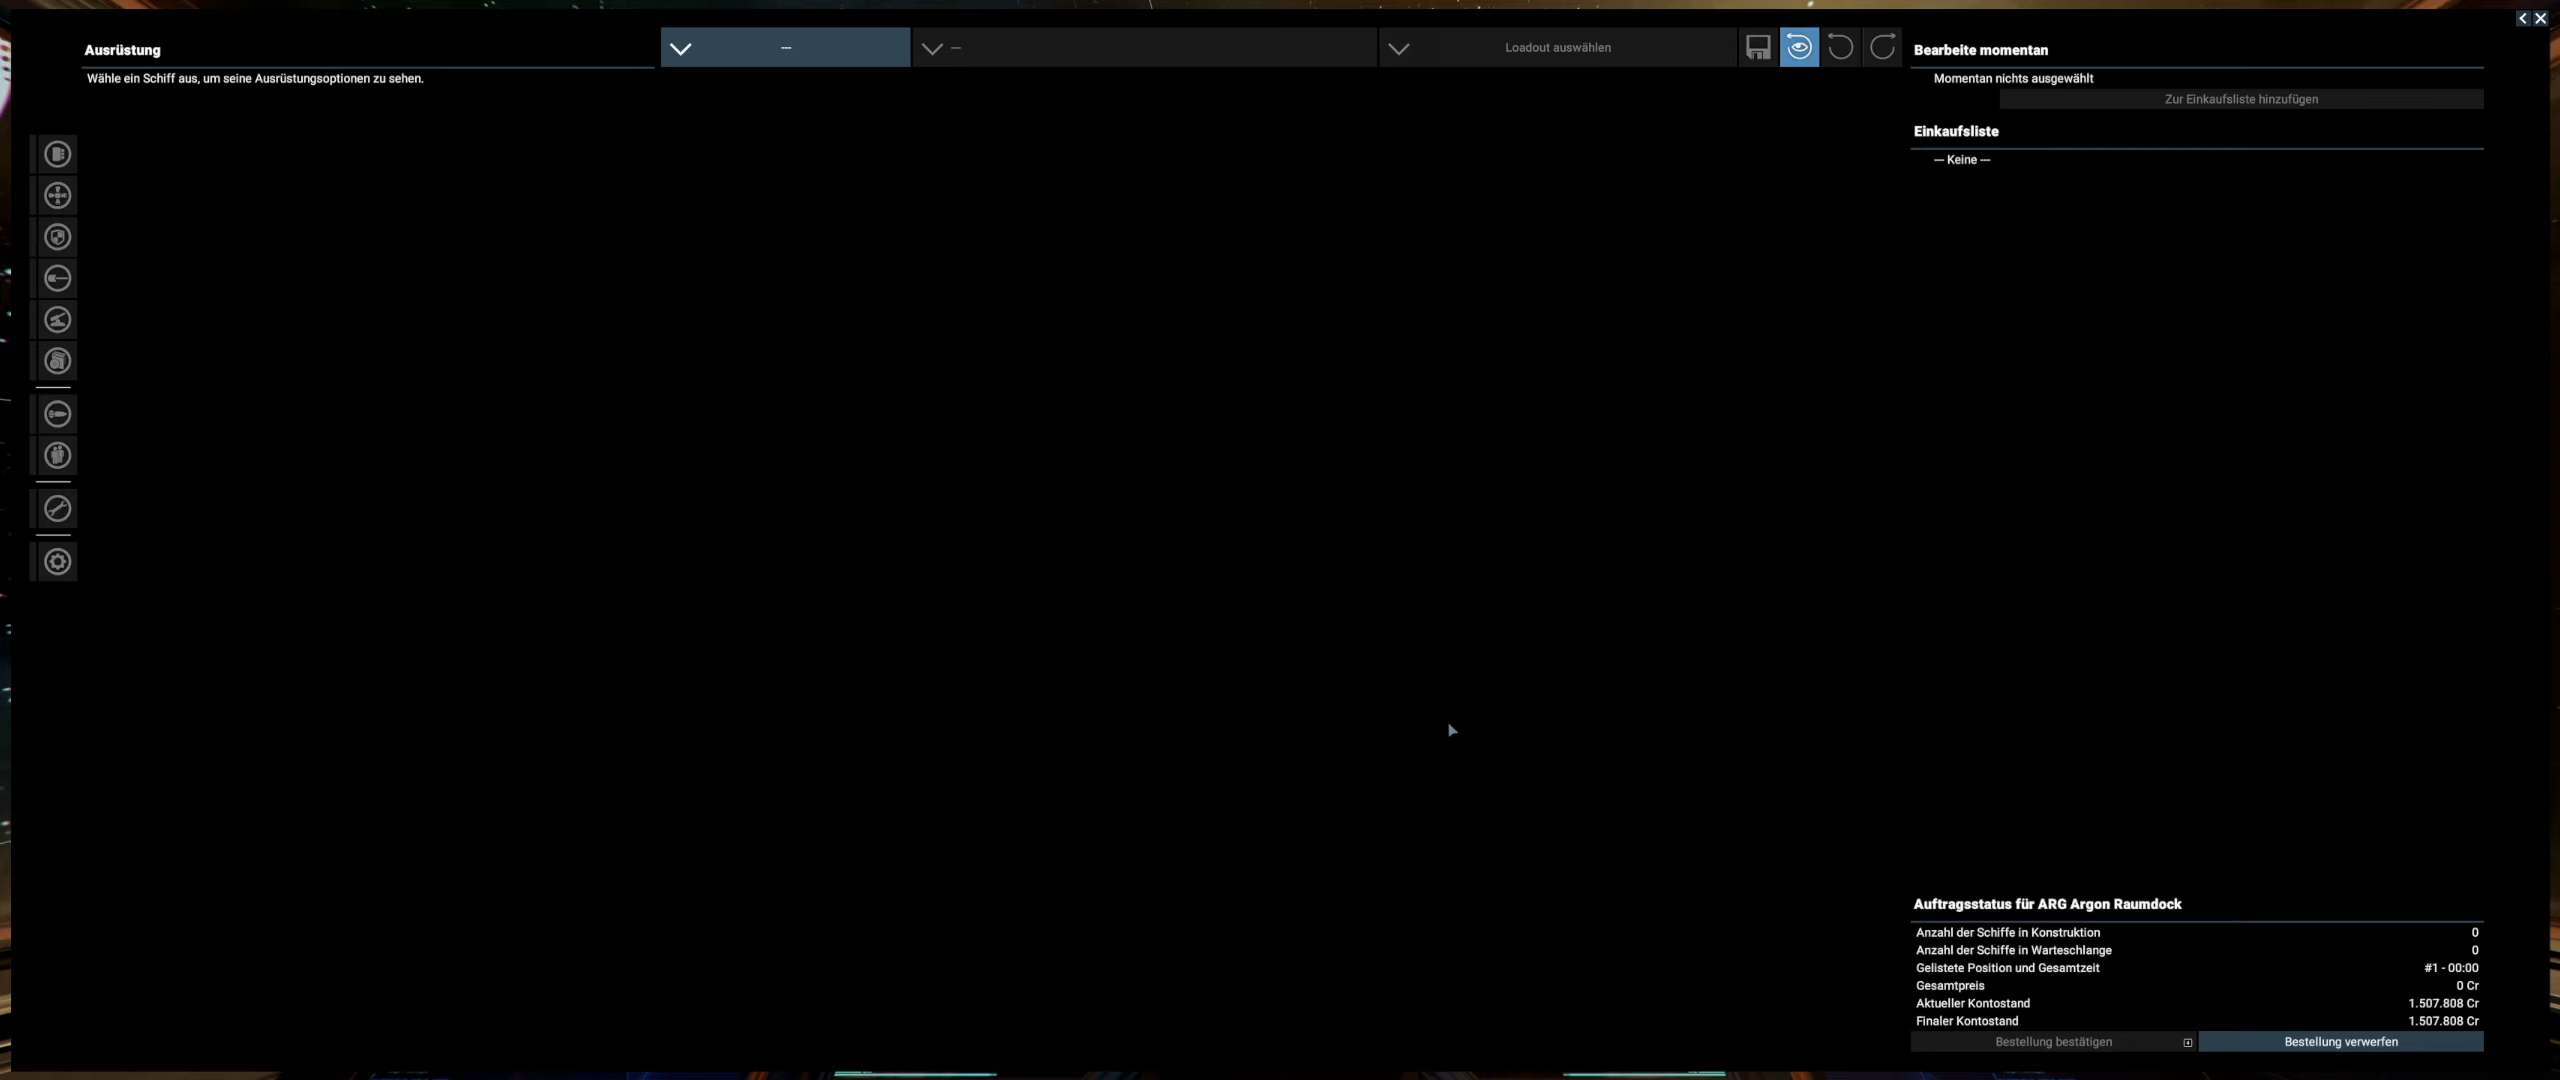 Ausrüstung
Wähle ein Schiff aus, um seine Ausrüstungsoptionen zu sehen.
---
---
Loadout auswählen
Bearbeite momentan
Momentan nichts ausgewählt
Zur Einkaufsliste hinzufügen
Einkaufsliste
--- Keine ---
Auftragsstatus für ARG Argon Raumdock
Anzahl der Schiffe in Konstruktion 0
Anzahl der Schiffe in Warteschlange 0
Gelistete Position und Gesamtzeit #1 - 00:00
Gesamtpreis 0 Cr
Aktueller Kontostand 1.507.808 Cr
Finaler Kontostand 1.507.808 Cr
Bestellung bestätigen
Bestellung verwerfen